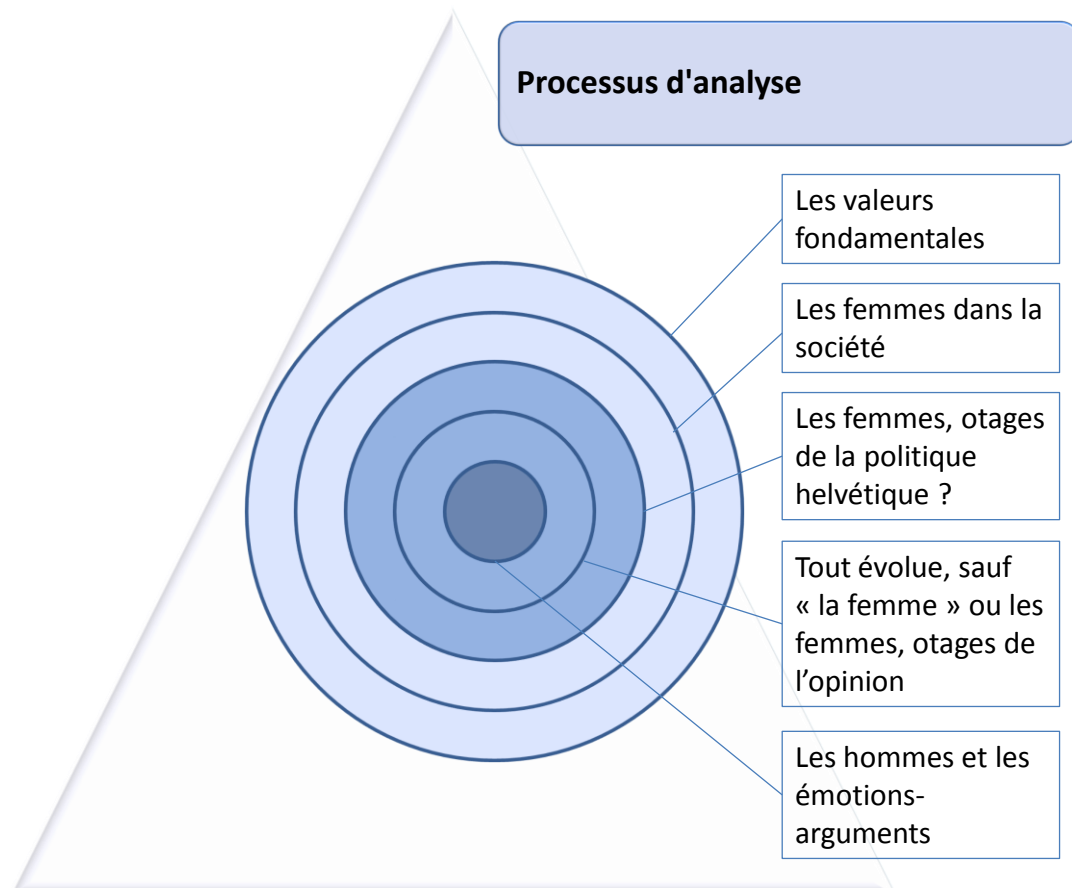 Processus d'analyse
Les valeurs
fondamentales
Les femmes dans la
société
Les femmes, otages
de la politique
helvétique ?
Tout évolue, sauf
« la femme » ou les
femmes, otages de
l’opinion
Les hommes et les
émotions-
arguments